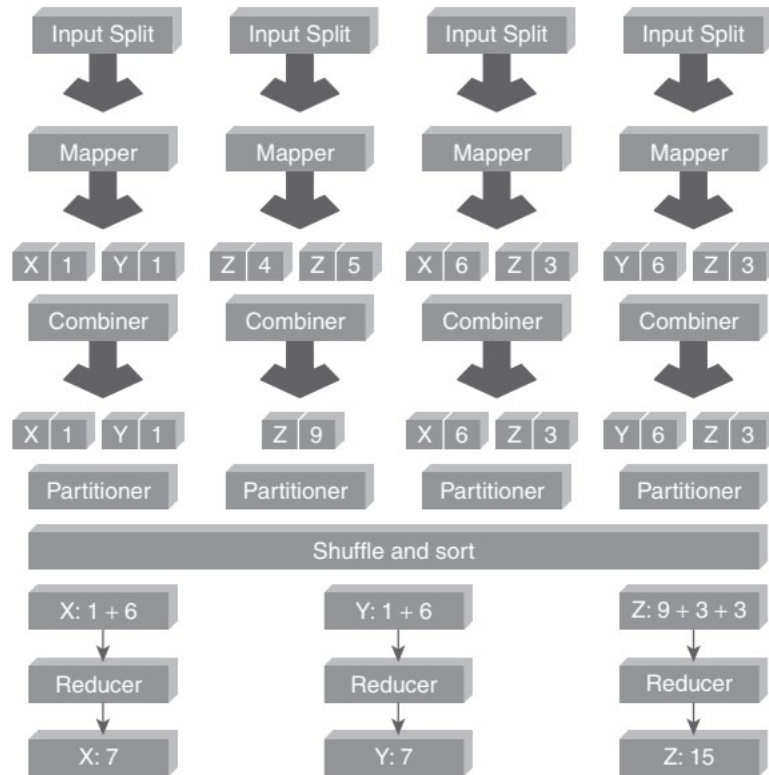 Input Split Input Split Input Split Input Split
Mapper Mapper Mapper Mapper
X 1 Y 1 Z 4 Z 5 X 6 Z 3 Y 6 Z 3
Combiner Combiner Combiner Combiner
X 1 Y 1 Z 9 X 6 Z 3 Y 6 Z 3
Partitioner Partitioner Partitioner Partitioner
Shuffle and sort
X: 1 + 6 Y: 1 + 6 Z: 9 + 3 + 3
Reducer Reducer Reducer
X: 7 Y: 7 Z: 15